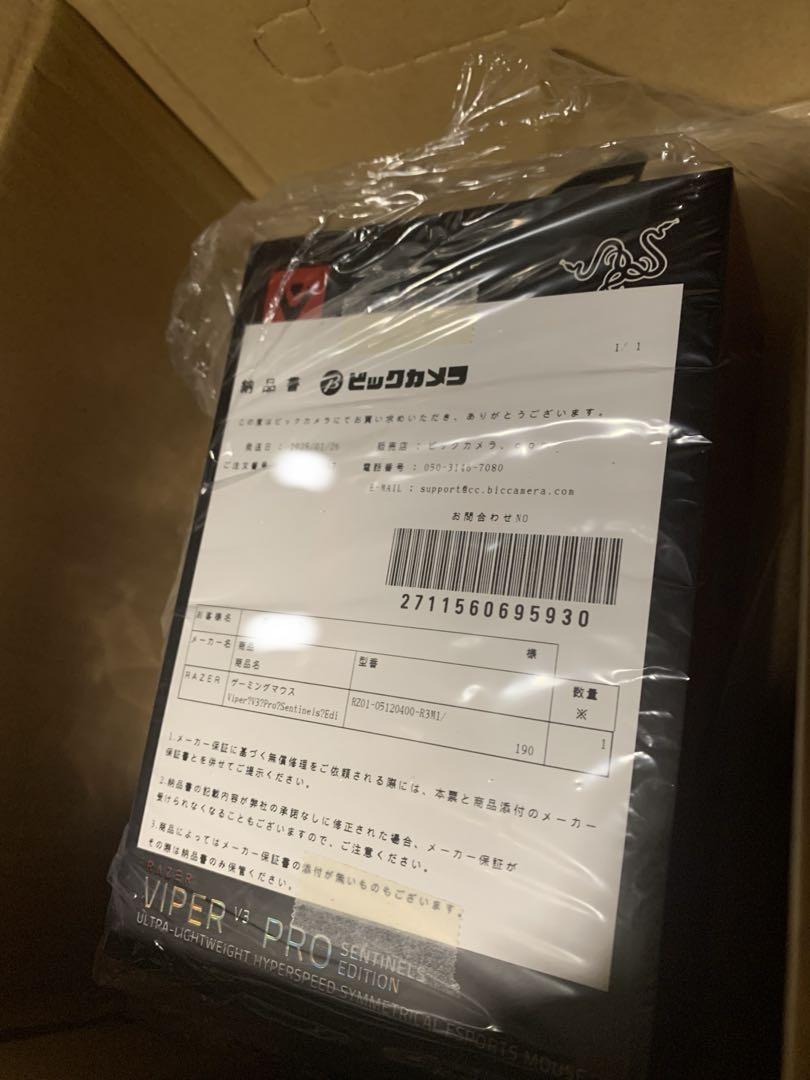 1/ 1
納品書 ビックカメラ
この度はビックカメラにてお買い求めいただき、ありがとうございます。
発送日 : 2025/01/26 販売店 : ビックカメラ.
ご注文番号 電話番号 : 050-3146-7080
E-MAIL : support@cc.biccamera.com
お問合わせNO
2711560695930
お客様名 様
メーカー名 商品
商品名 型番 数量
※
RAZER ゲーミングマウス RZ01-05120400-R3M1/
Viper?V3?Pro?Sentinels?Edi 190 1
1.メーカー保証に基づく無償修理をご依頼される際には、本票と商品添付のメーカー
保証書とを併せてご提示ください。
2.納品書の記載内容が弊社の承諾なしに修正された場合、メーカー保証が
受けられなくなることもございますので、ご注意ください。
3.商品によってはメーカー保証書の添付が無いものもございます。
その際は納品書のみ保管ください。
RAZER
VIPER V3 PRO SENTINELS
EDITION
ULTRA-LIGHTWEIGHT HYPERSPEED SYMMETRICAL ESPORTS MOUSE